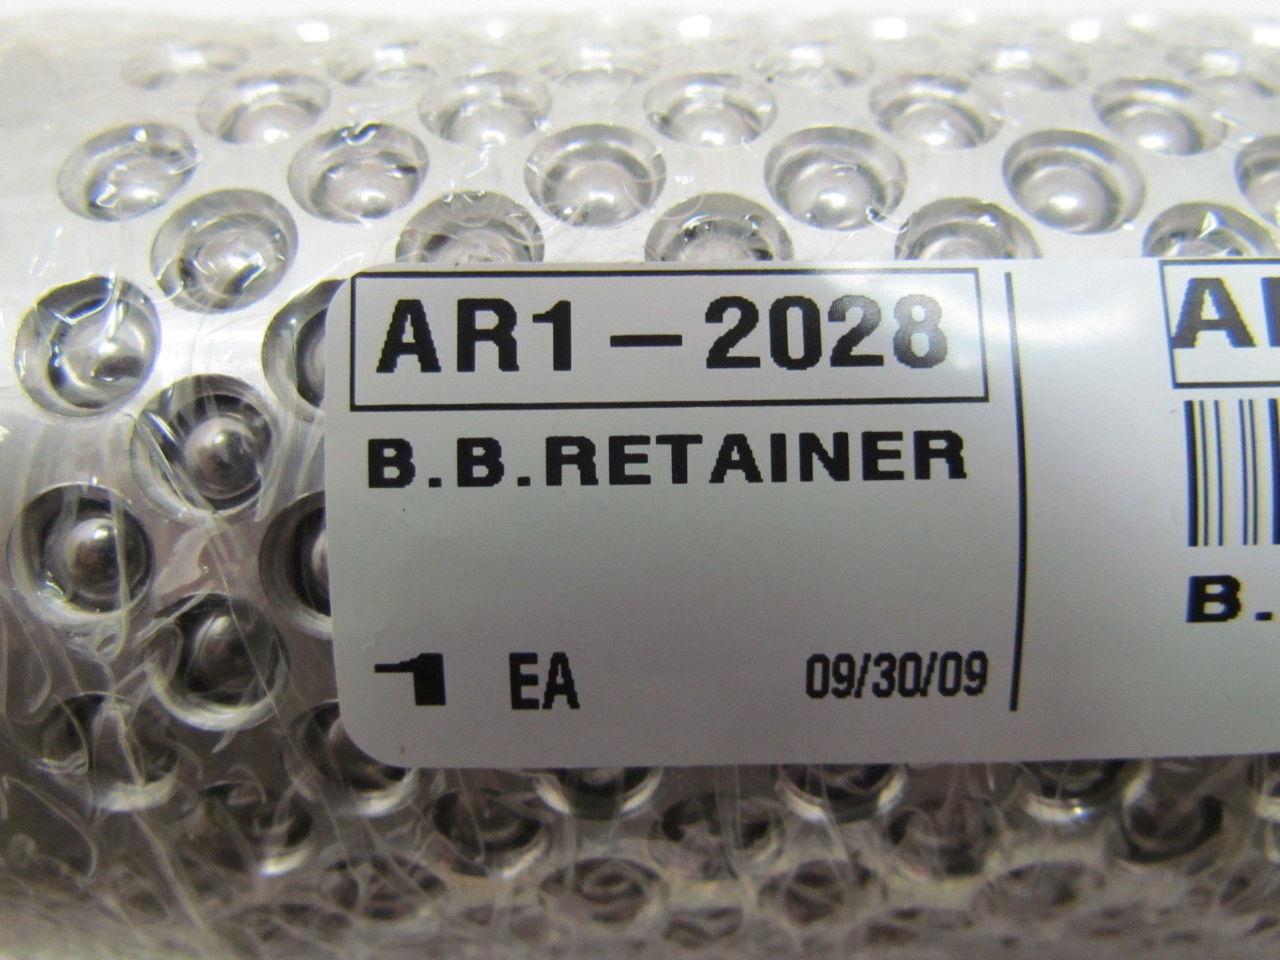 AR1-2028
B.B.RETAINER
1 EA 09/30/09
B.